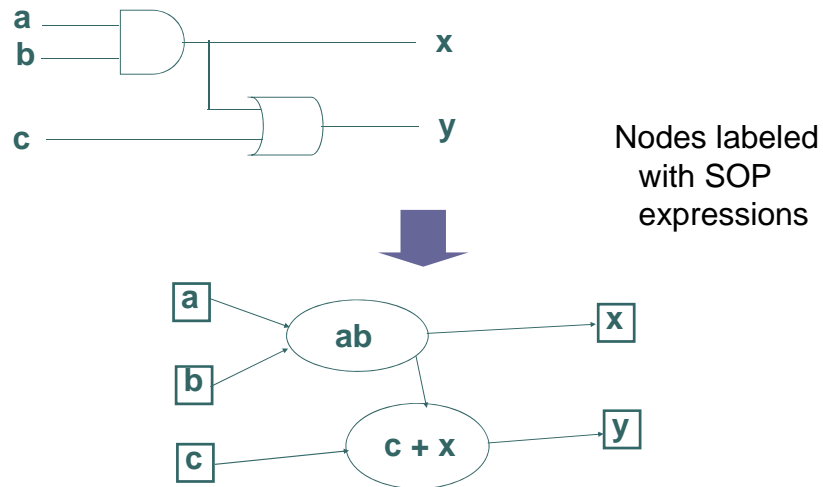 a
b
x
c
y
Nodes labeled
with SOP
expressions
a
ab
x
b
c
c + x
y